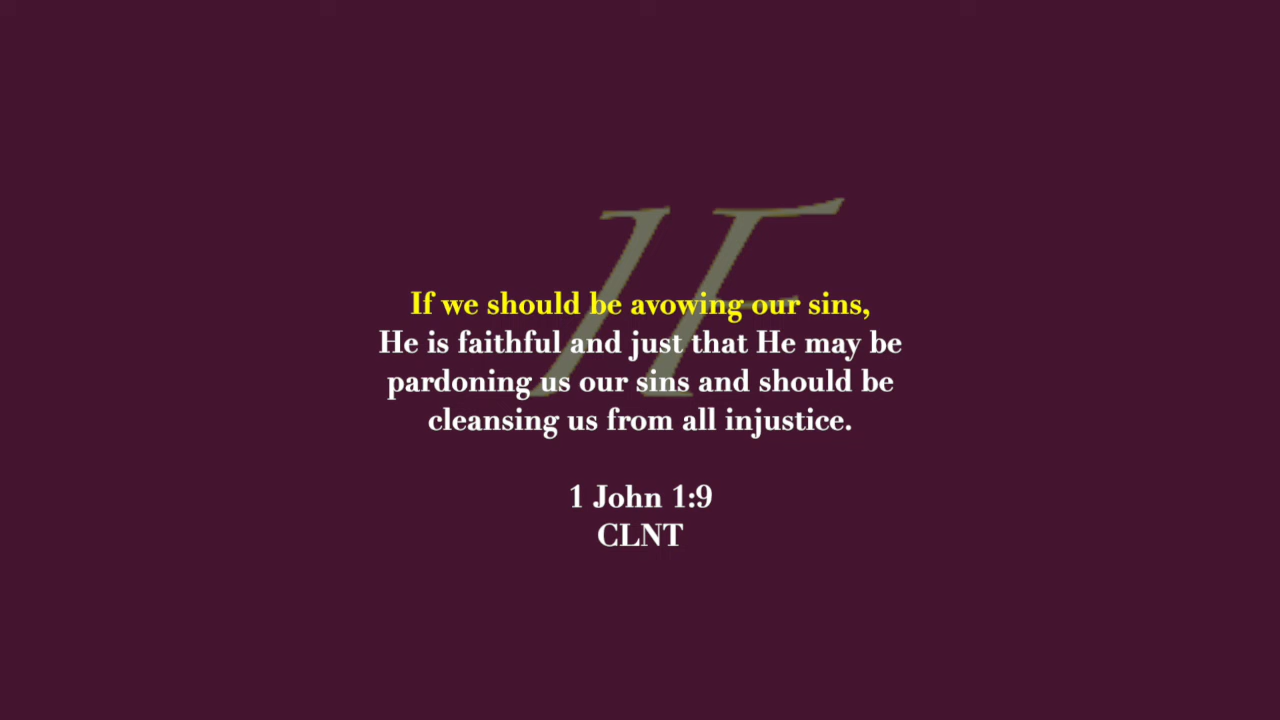 IF
If we should be avowing our sins,
He is faithful and just that He may be
pardoning us our sins and should be
cleansing us from all injustice.
1 John 1:9
CLNT